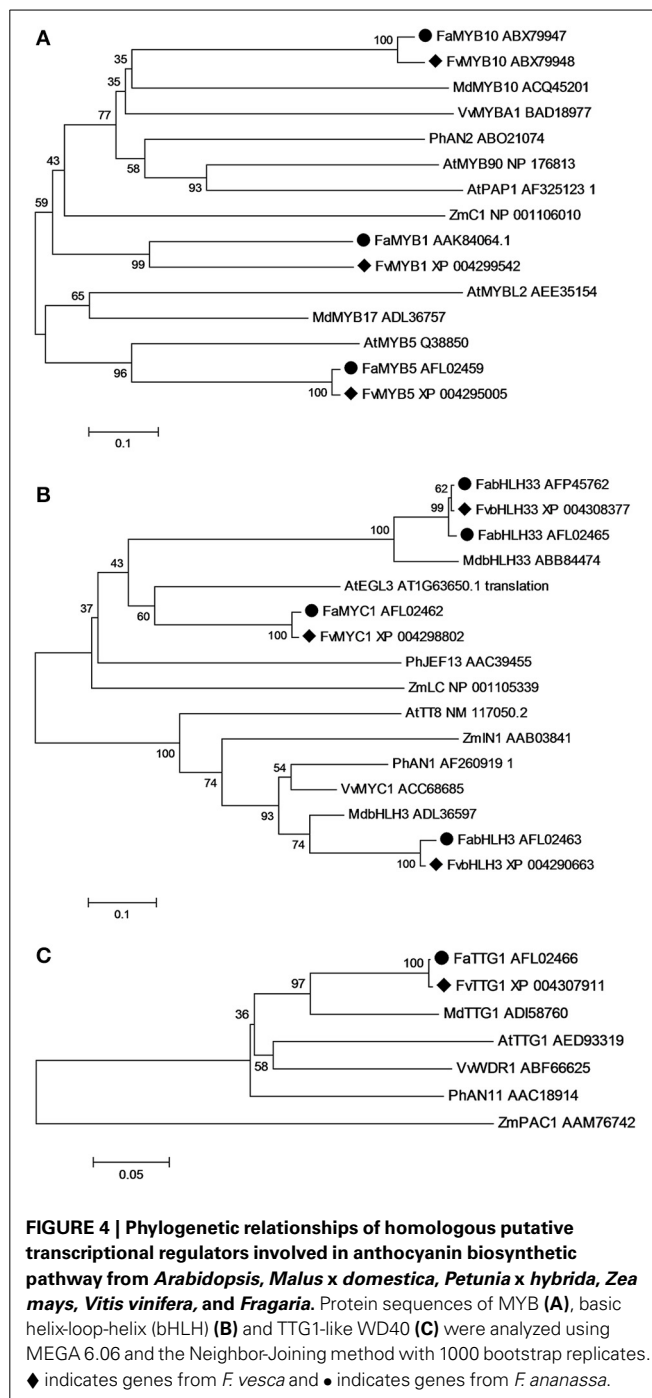 A
100
FaMYB10 ABX79947
35
FvMYB10 ABX79948
35
MdMYB10 ACQ45201
77
VvMYBA1 BAD18977
PhAN2 ABO21074
43
58
AtMYB90 NP 176813
93
AtPAP1 AF325123 1
59
ZmC1 NP 001106010
FaMYB1 AAK84064.1
99
FvMYB1 XP 004299542
65
AtMYBL2 AEE35154
MdMYB17 ADL36757
AtMYB5 Q38850
96
FaMYB5 AFL02459
100
FvMYB5 XP 004295005
0.1
B
62
FabHLH33 AFP45762
99
FvbHLH33 XP 004308377
100
FabHLH33 AFL02465
43
MdbHLH33 ABB84474
AtEGL3 AT1G63650.1 translation
37
60
FaMYC1 AFL02462
100
FvMYC1 XP 004298802
PhJEF13 AAC39455
ZmLC NP 001105339
AtTT8 NM 117050.2
100
ZmIN1 AAB03841
74
54
PhAN1 AF260919 1
VvMYC1 ACC68685
93
MdbHLH3 ADL36597
74
FabHLH3 AFL02463
100
FvbHLH3 XP 004290663
0.1
C
100
FaTTG1 AFL02466
97
FvTTG1 XP 004307911
36
MdTTG1 ADI58760
AtTTG1 AED93319
58
VvWDR1 ABF66625
PhAN11 AAC18914
ZmPAC1 AAM76742
0.05
FIGURE 4 | Phylogenetic relationships of homologous putative
transcriptional regulators involved in anthocyanin biosynthetic
pathway from Arabidopsis, Malus x domestica, Petunia x hybrida, Zea
mays, Vitis vinifera, and Fragaria. Protein sequences of MYB (A), basic
helix-loop-helix (bHLH) (B) and TTG1-like WD40 (C) were analyzed using
MEGA 6.06 and the Neighbor-Joining method with 1000 bootstrap replicates.
◆ indicates genes from F. vesca and ● indicates genes from F. ananassa.